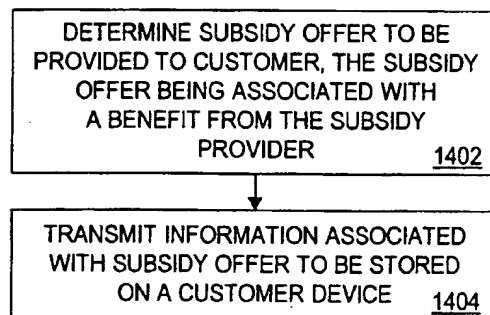 DETERMINE SUBSIDY OFFER TO BE
PROVIDED TO CUSTOMER, THE SUBSIDY
OFFER BEING ASSOCIATED WITH
A BENEFIT FROM THE SUBSIDY
PROVIDER
1402
TRANSMIT INFORMATION ASSOCIATED
WITH SUBSIDY OFFER TO BE STORED
ON A CUSTOMER DEVICE
1404